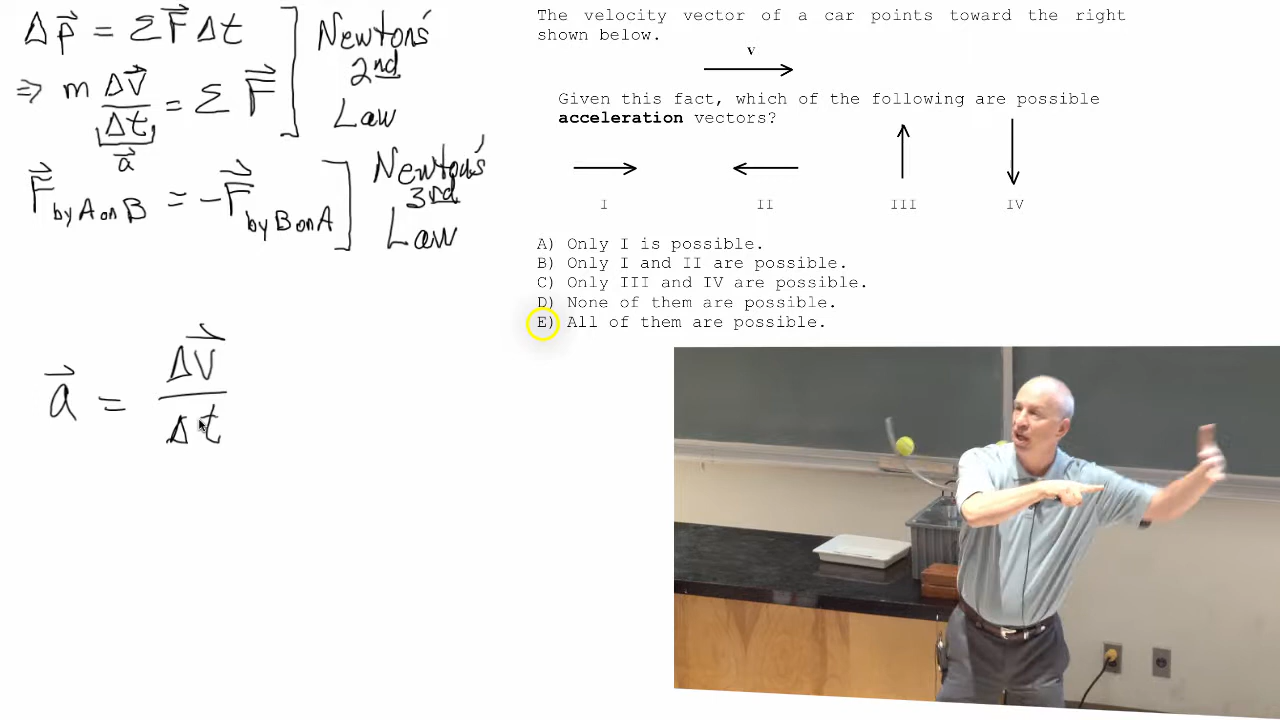 Δp⃗ = ΣF⃗ Δt
⇒ m Δv⃗/Δt = Σ F⃗
a⃗
Newton's
2nd
Law
F⃗ by A on B = −F⃗ by B on A
Newton's
3rd
Law
a⃗ = Δv⃗/Δt
The velocity vector of a car points toward the right
shown below.
v
Given this fact, which of the following are possible
acceleration vectors?
I II III IV
A) Only I is possible.
B) Only I and II are possible.
C) Only III and IV are possible.
D) None of them are possible.
E) All of them are possible.